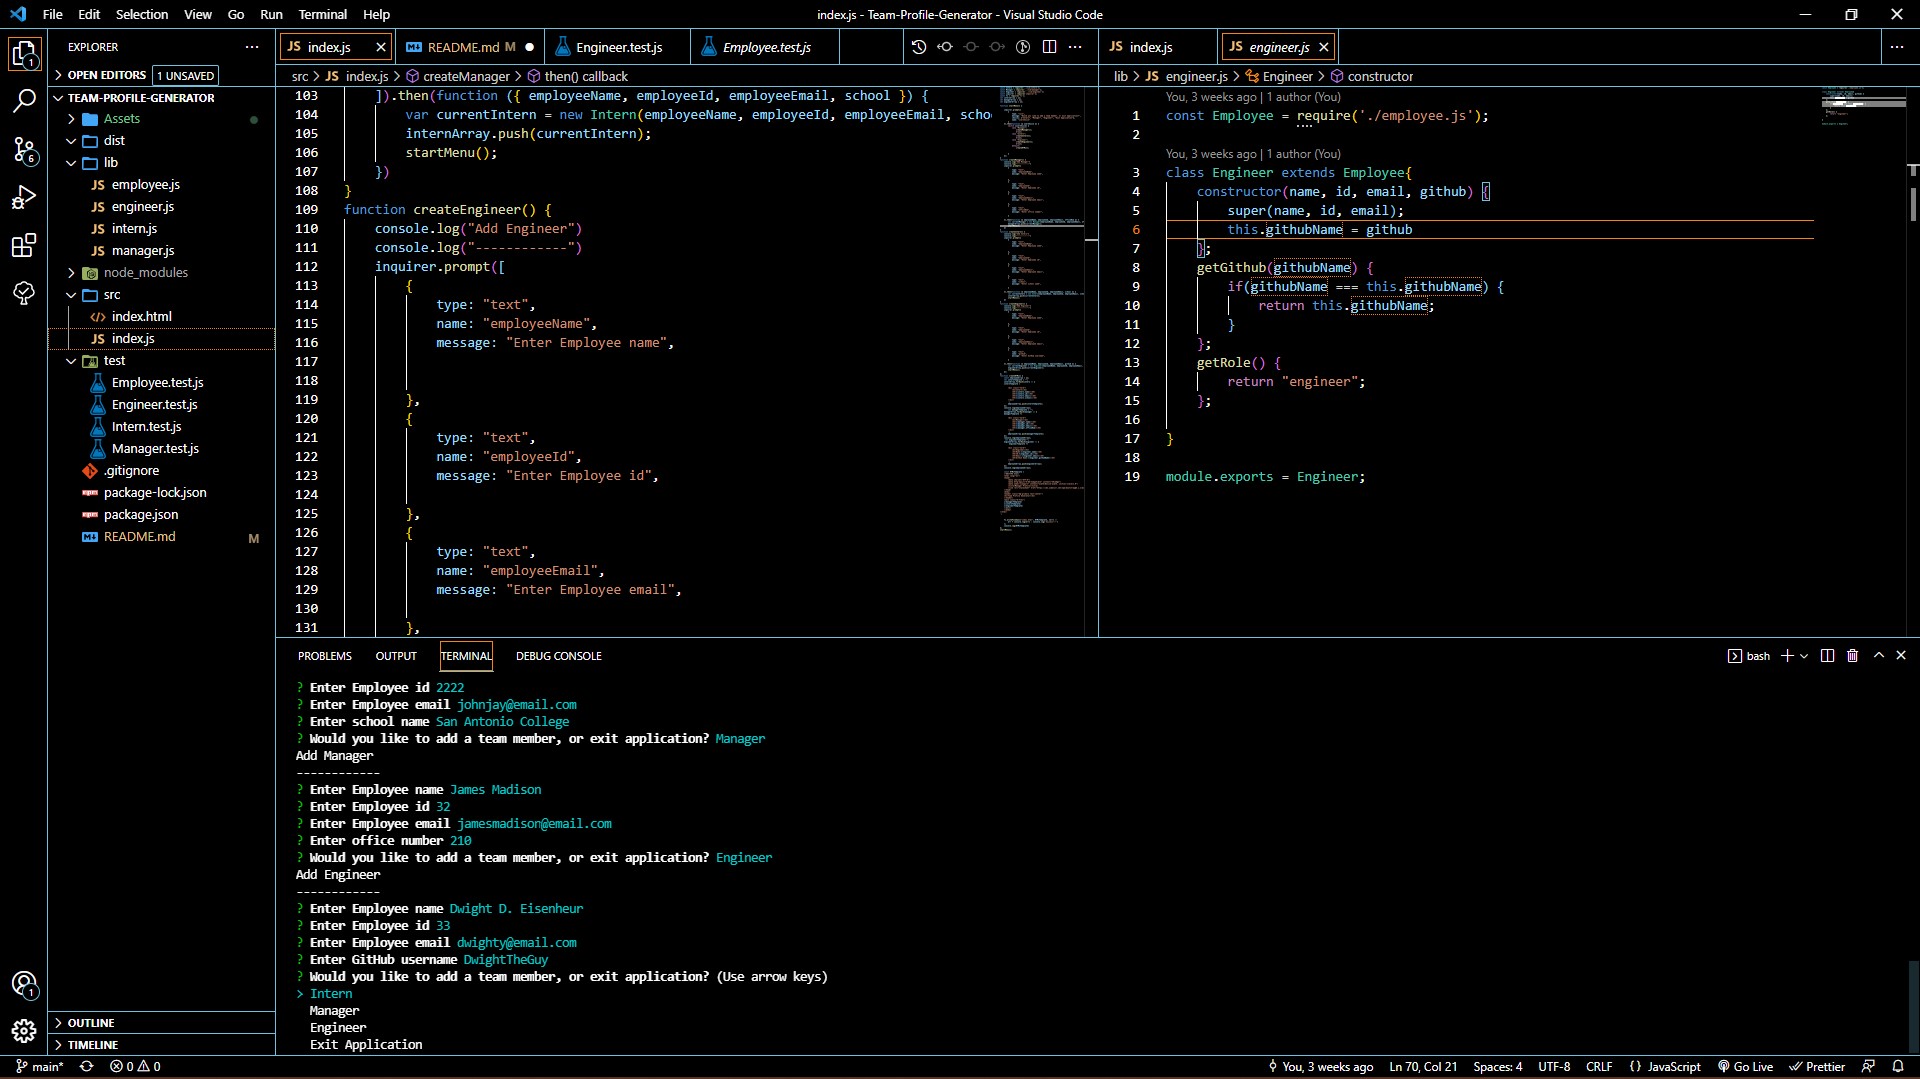 File Edit Selection View Go Run Terminal Help
index.js - Team-Profile-Generator - Visual Studio Code
EXPLORER
OPEN EDITORS 1 UNSAVED
TEAM-PROFILE-GENERATOR
Assets
dist
lib
JS employee.js
JS engineer.js
JS intern.js
JS manager.js
node_modules
src
<> index.html
JS index.js
test
Employee.test.js
Engineer.test.js
Intern.test.js
Manager.test.js
.gitignore
package-lock.json
package.json
README.md M
OUTLINE
TIMELINE
1
6
1
JS index.js README.md M Engineer.test.js Employee.test.js
src > JS index.js > createManager > then() callback
103 ]).then(function ({ employeeName, employeeId, employeeEmail, school }) {
104 var currentIntern = new Intern(employeeName, employeeId, employeeEmail, scho
105 internArray.push(currentIntern);
106 startMenu();
107 })
108 }
109 function createEngineer() {
110 console.log("Add Engineer")
111 console.log("------------")
112 inquirer.prompt([
113 {
114 type: "text",
115 name: "employeeName",
116 message: "Enter Employee name",
117
118
119 },
120 {
121 type: "text",
122 name: "employeeId",
123 message: "Enter Employee id",
124
125 },
126 {
127 type: "text",
128 name: "employeeEmail",
129 message: "Enter Employee email",
130
131 },
JS index.js JS engineer.js
lib > JS engineer.js > Engineer > constructor
You, 3 weeks ago | 1 author (You)
1 const Employee = require('./employee.js');
2
You, 3 weeks ago | 1 author (You)
3 class Engineer extends Employee{
4 constructor(name, id, email, github) {
5 super(name, id, email);
6 this.githubName = github
7 };
8 getGithub(githubName) {
9 if(githubName === this.githubName) {
10 return this.githubName;
11 }
12 };
13 getRole() {
14 return "engineer";
15 };
16
17 }
18
19 module.exports = Engineer;
PROBLEMS OUTPUT TERMINAL DEBUG CONSOLE
bash
? Enter Employee id 2222
? Enter Employee email johnjay@email.com
? Enter school name San Antonio College
? Would you like to add a team member, or exit application? Manager
Add Manager
------------
? Enter Employee name James Madison
? Enter Employee id 32
? Enter Employee email jamesmadison@email.com
? Enter office number 210
? Would you like to add a team member, or exit application? Engineer
Add Engineer
------------
? Enter Employee name Dwight D. Eisenheur
? Enter Employee id 33
? Enter Employee email dwighty@email.com
? Enter GitHub username DwightTheGuy
? Would you like to add a team member, or exit application? (Use arrow keys)
> Intern
Manager
Engineer
Exit Application
main* 0 0
You, 3 weeks ago Ln 70, Col 21 Spaces: 4 UTF-8 CRLF {} JavaScript Go Live Prettier